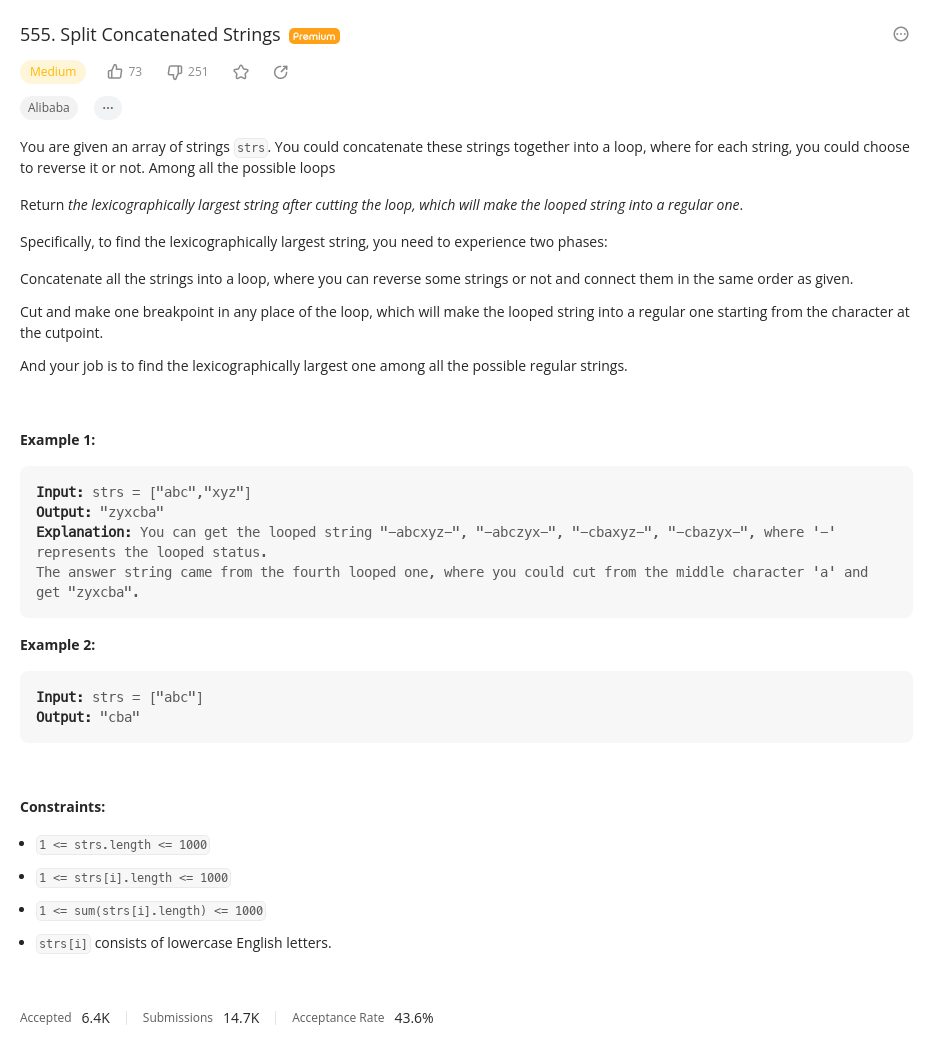 555. Split Concatenated Strings Premium
Medium 73 251
Alibaba ...
You are given an array of strings strs. You could concatenate these strings together into a loop, where for each string, you could choose
to reverse it or not. Among all the possible loops
Return the lexicographically largest string after cutting the loop, which will make the looped string into a regular one.
Specifically, to find the lexicographically largest string, you need to experience two phases:
Concatenate all the strings into a loop, where you can reverse some strings or not and connect them in the same order as given.
Cut and make one breakpoint in any place of the loop, which will make the looped string into a regular one starting from the character at
the cutpoint.
And your job is to find the lexicographically largest one among all the possible regular strings.
Example 1:
Input: strs = ["abc","xyz"]
Output: "zyxcba"
Explanation: You can get the looped string "-abcxyz-", "-abczyx-", "-cbaxyz-", "-cbazyx-", where '-'
represents the looped status.
The answer string came from the fourth looped one, where you could cut from the middle character 'a' and
get "zyxcba".
Example 2:
Input: strs = ["abc"]
Output: "cba"
Constraints:
• 1 <= strs.length <= 1000
• 1 <= strs[i].length <= 1000
• 1 <= sum(strs[i].length) <= 1000
• strs[i] consists of lowercase English letters.
Accepted 6.4K Submissions 14.7K Acceptance Rate 43.6%